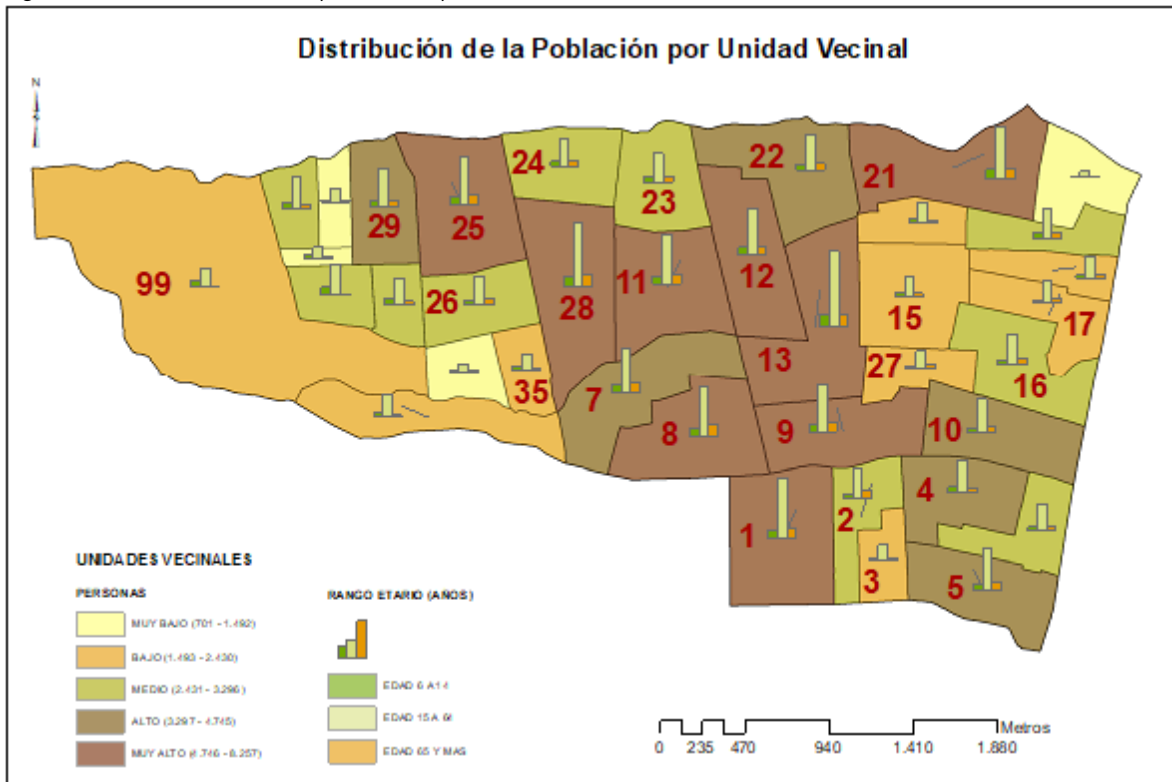 Distribución de la Población por Unidad Vecinal
N
24
22
21
29
25
23
12
99
11
26
28
15
17
13
27
16
35
7
8
9
10
4
1
2
3
5
UNIDADES VECINALES
PERSONAS
MUY BAJO (701 - 1.492)
BAJO (1.493 - 2.430)
MEDIO (2.431 - 3.296)
ALTO (3.297 - 4.745)
MUY ALTO (4.746 - 8.257)
RANGO ETARIO (AÑOS)
EDAD 6 A 14
EDAD 15 A 64
EDAD 65 Y MAS
Metros
0 235 470 940 1.410 1.880